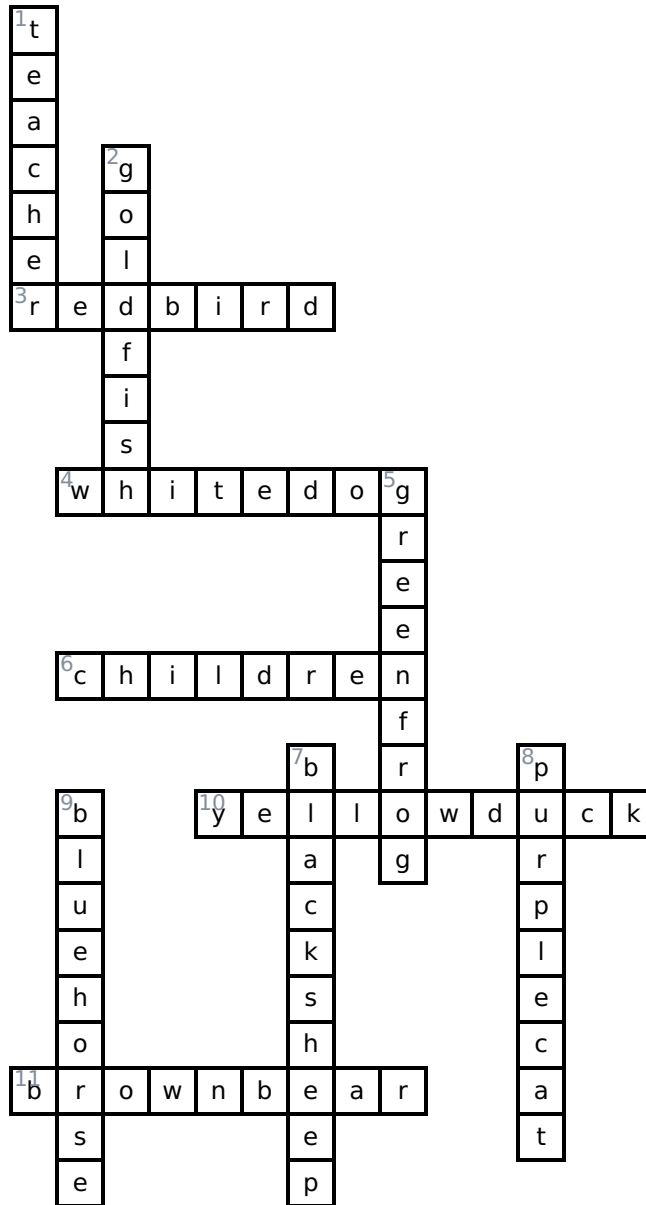 1 teacher
2 goldfish
3 redbird
4 whitedog
5 greenfrog
6 children
7 blacksheep
8 purplecat
9 bluehorse
10 yellowduck
11 brownbear